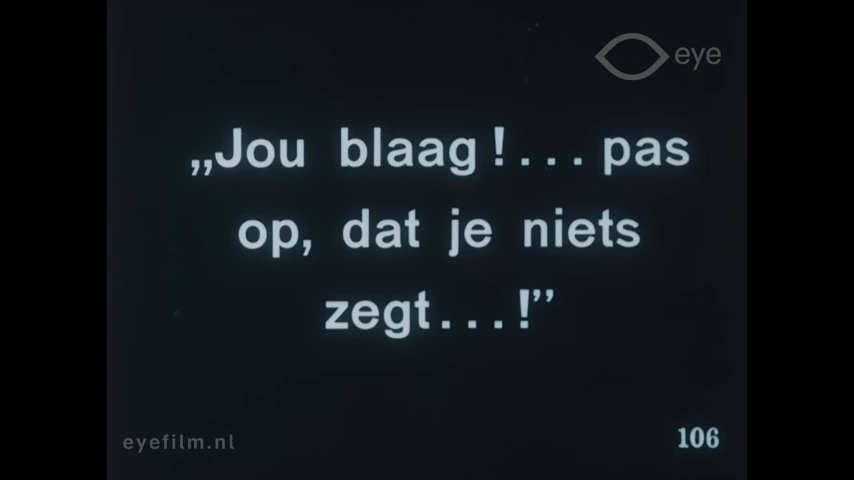 eye
„Jou blaag!... pas
op, dat je niets
zegt...!”
eyefilm.nl
106